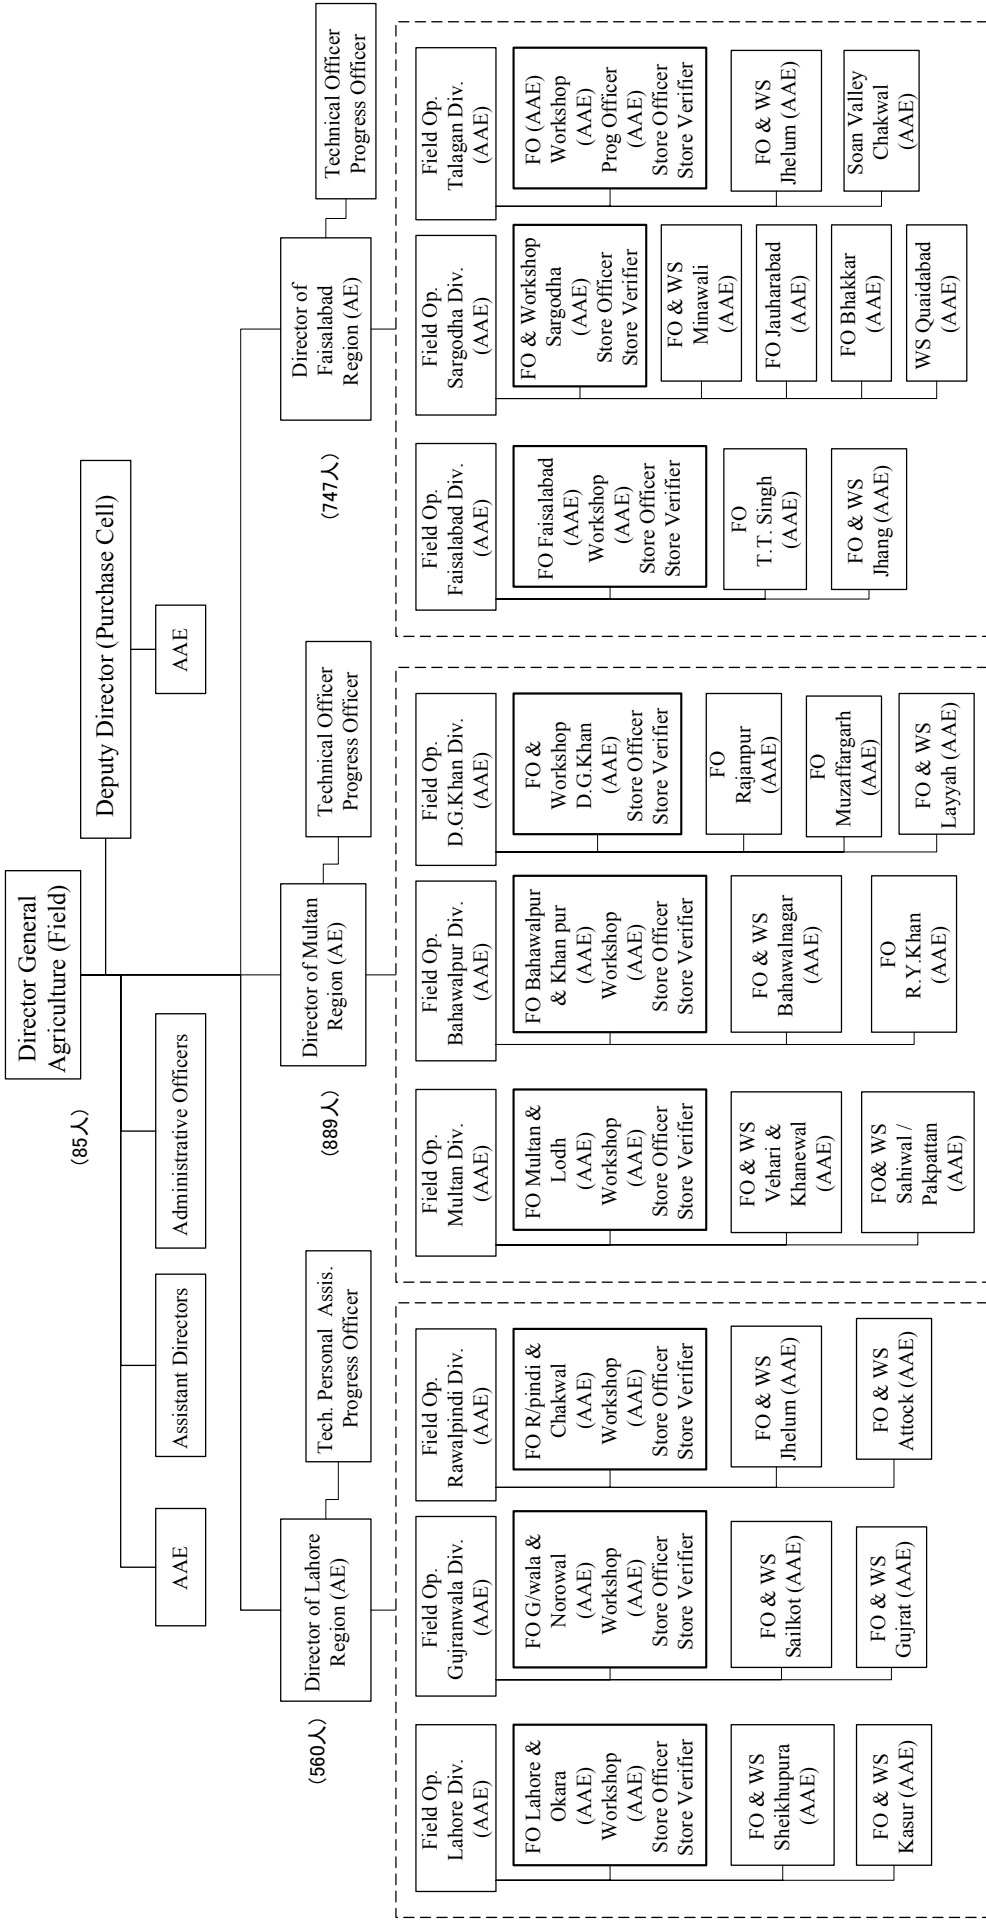 Director General
Agriculture (Field)
(85人)
Deputy Director (Purchase Cell)
AAE
AAE
Assistant Directors
Administrative Officers
Director of Lahore
Region (AE)
(560人)
Tech. Personal Assis.
Progress Officer
Director of Multan
Region (AE)
(889人)
Technical Officer
Progress Officer
Director of
Faisalabad
Region (AE)
(747人)
Technical Officer
Progress Officer
Field Op.
Lahore Div.
(AAE)
FO Lahore &
Okara
(AAE)
Workshop
(AAE)
Store Officer
Store Verifier
FO & WS
Sheikhupura
(AAE)
FO & WS
Kasur (AAE)
Field Op.
Gujranwala Div.
(AAE)
FO G/wala &
Norowal
(AAE)
Workshop
(AAE)
Store Officer
Store Verifier
FO & WS
Sailkot (AAE)
FO & WS
Gujrat (AAE)
Field Op.
Rawalpindi Div.
(AAE)
FO R/pindi &
Chakwal
(AAE)
Workshop
(AAE)
Store Officer
Store Verifier
FO & WS
Jhelum (AAE)
FO & WS
Attock (AAE)
Field Op.
Multan Div.
(AAE)
FO Multan &
Lodh
(AAE)
Workshop
(AAE)
Store Officer
Store Verifier
FO & WS
Vehari &
Khanewal
(AAE)
FO& WS
Sahiwal /
Pakpattan
(AAE)
Field Op.
Bahawalpur Div.
(AAE)
FO Bahawalpur
& Khan pur
(AAE)
Workshop
(AAE)
Store Officer
Store Verifier
FO & WS
Bahawalnagar
(AAE)
FO
R.Y.Khan
(AAE)
Field Op.
D.G.Khan Div.
(AAE)
FO &
Workshop
D.G.Khan
(AAE)
Store Officer
Store Verifier
FO
Rajanpur
(AAE)
FO
Muzaffargarh
(AAE)
FO & WS
Layyah (AAE)
Field Op.
Faisalabad Div.
(AAE)
FO Faisalabad
(AAE)
Workshop
(AAE)
Store Officer
Store Verifier
FO
T.T. Singh
(AAE)
FO & WS
Jhang (AAE)
Field Op.
Sargodha Div.
(AAE)
FO & Workshop
Sargodha
(AAE)
Store Officer
Store Verifier
FO & WS
Minawali
(AAE)
FO Jauharabad
(AAE)
FO Bhakkar
(AAE)
WS Quaidabad
(AAE)
Field Op.
Talagan Div.
(AAE)
FO (AAE)
Workshop
(AAE)
Prog Officer
(AAE)
Store Officer
Store Verifier
FO & WS
Jhelum (AAE)
Soan Valley
Chakwal
(AAE)